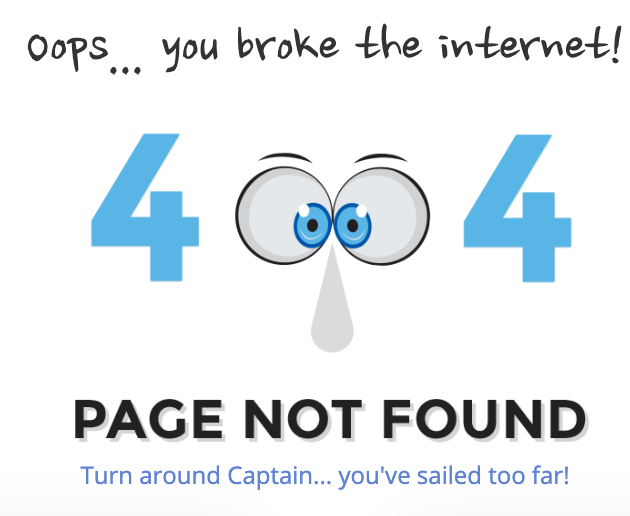 Oops... you broke the internet!
4 4
PAGE NOT FOUND
Turn around Captain... you've sailed too far!